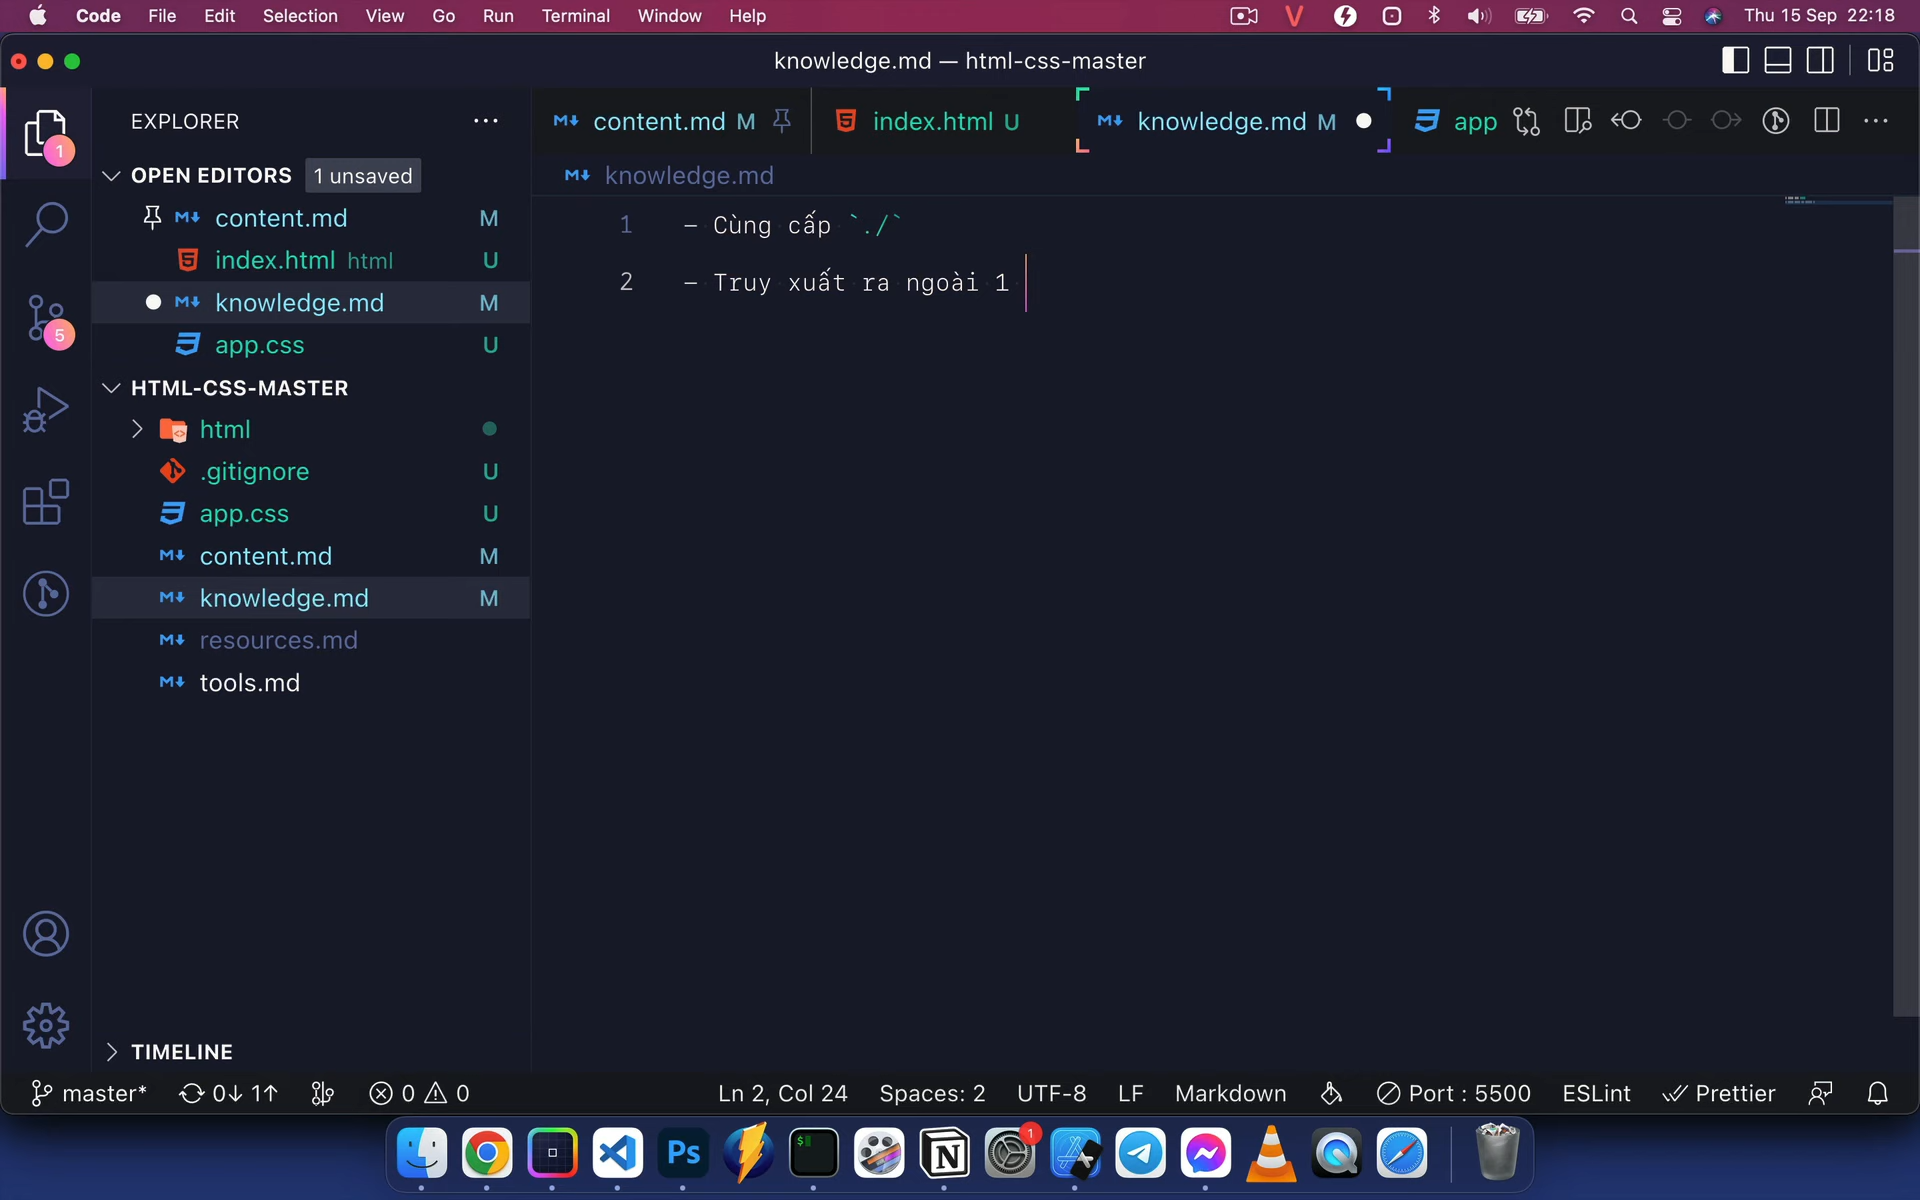 Code File Edit Selection View Go Run Terminal Window Help Thu 15 Sep 22:18
knowledge.md — html-css-master
EXPLORER
content.md M
index.html U
knowledge.md M
app
OPEN EDITORS 1 unsaved
knowledge.md
content.md M
index.html html U
knowledge.md M
app.css U
1 - Cùng cấp `./`
2 - Truy xuất ra ngoài 1
1
5
HTML-CSS-MASTER
html
.gitignore U
app.css U
content.md M
knowledge.md M
resources.md
tools.md
TIMELINE
master* 0↓ 1↑ 0 0 Ln 2, Col 24 Spaces: 2 UTF-8 LF Markdown Port : 5500 ESLint Prettier
Ps
1